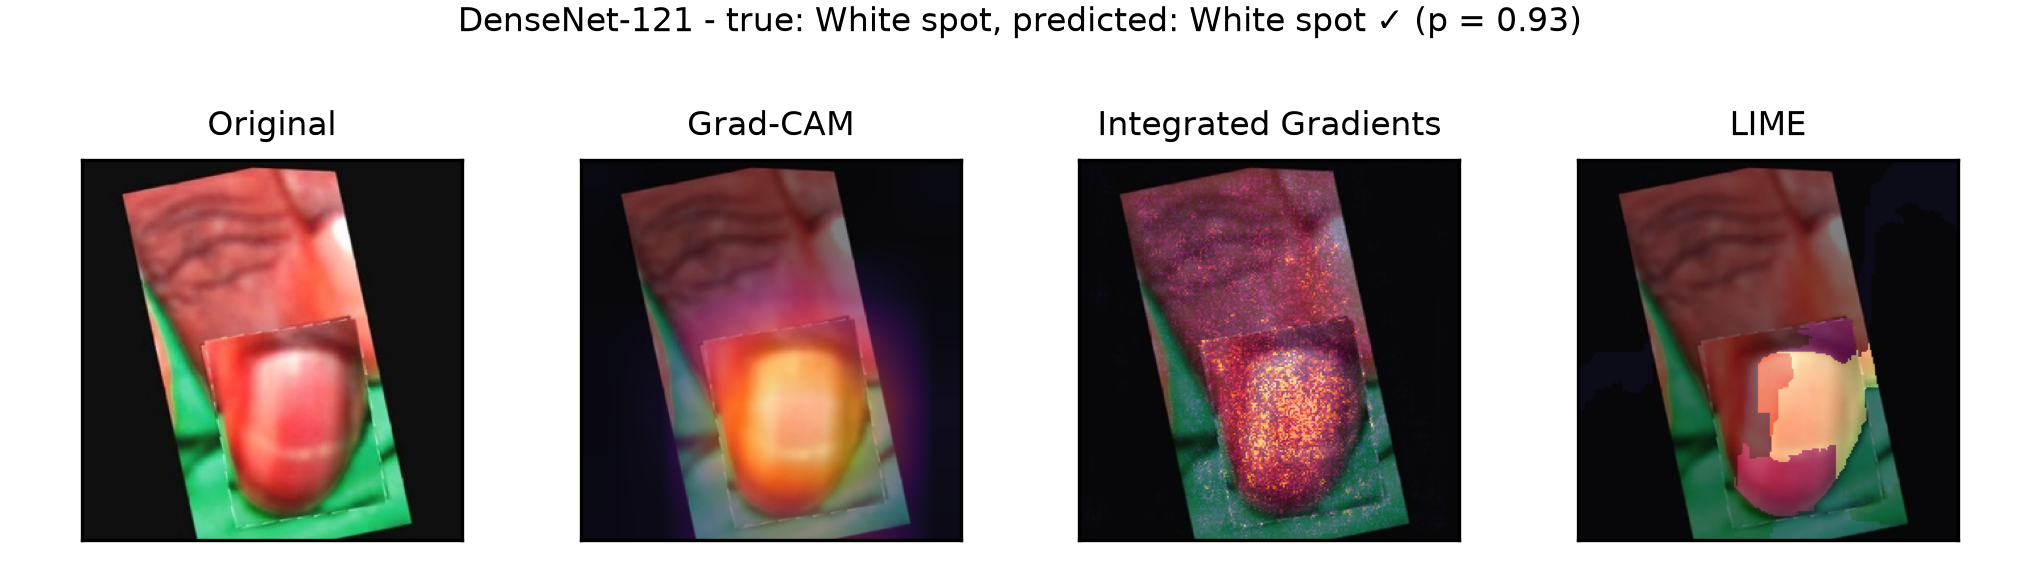 DenseNet-121 - true: White spot, predicted: White spot ✓ (p = 0.93)
Original
Grad-CAM
Integrated Gradients
LIME